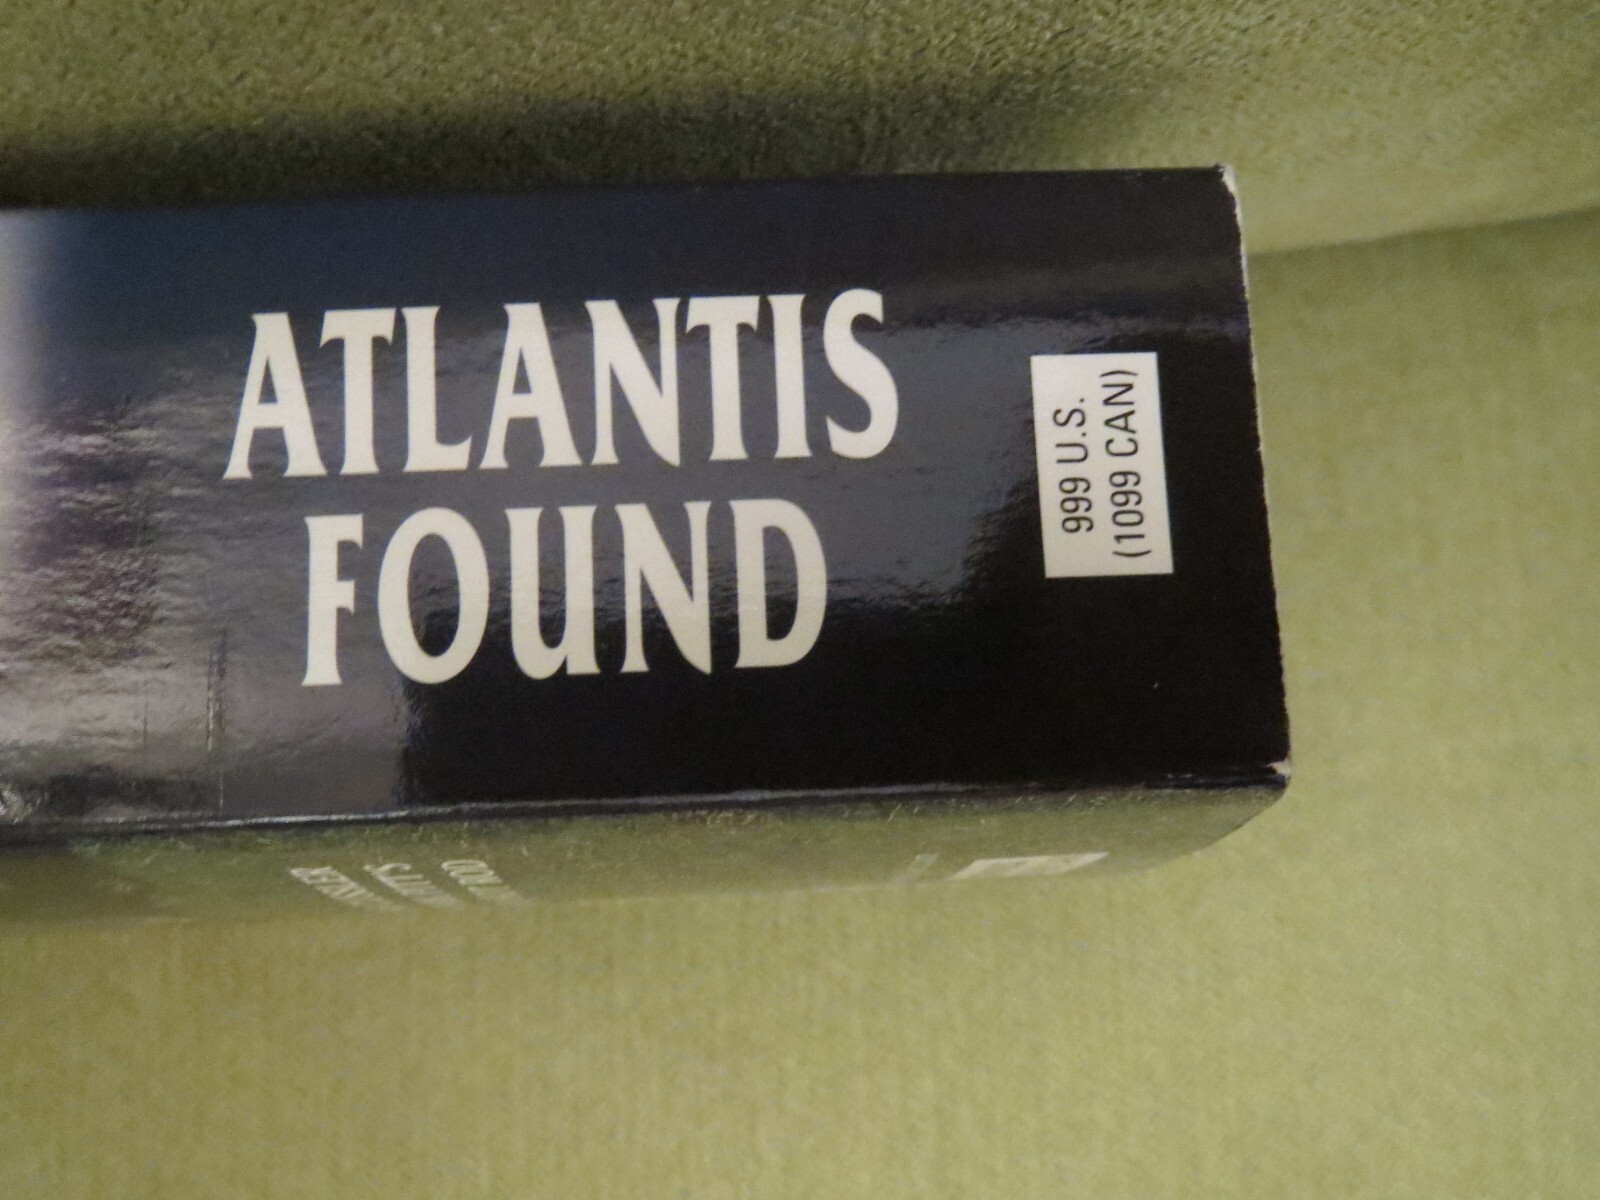 ATLANTIS
FOUND
999 U.S.
(1099 CAN)